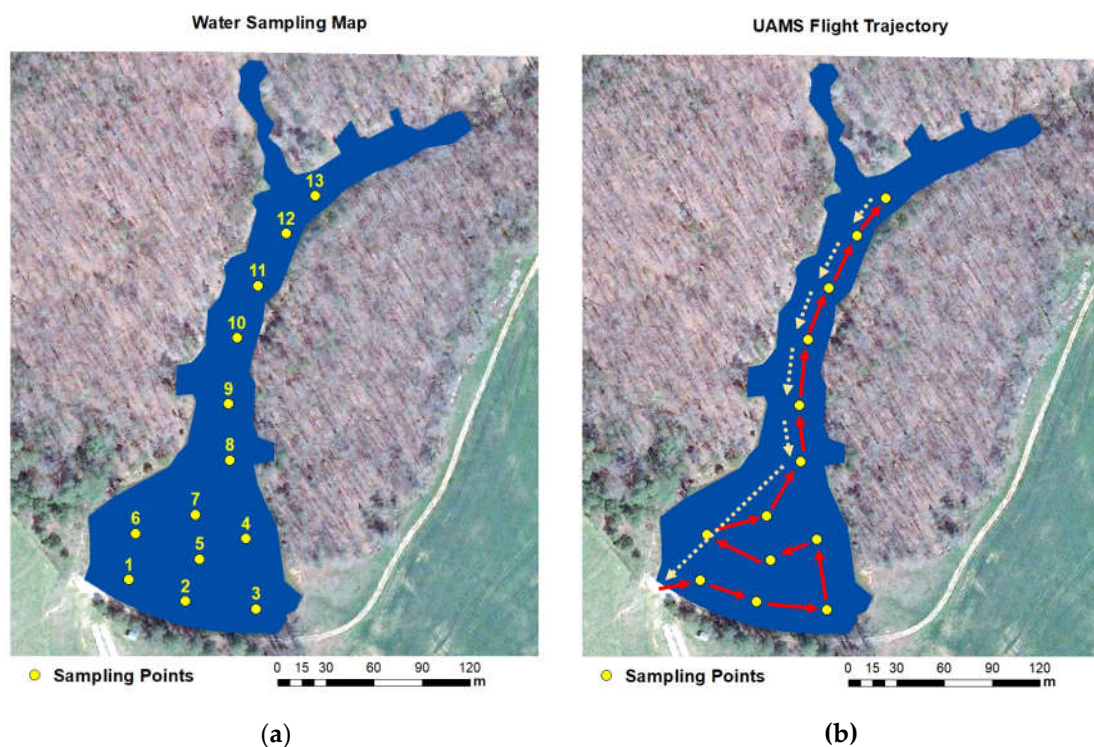 Water Sampling Map
13
12
11
10
9
8
7
6
4
5
1
2
3
Sampling Points
0 15 30 60 90 120
m
(a)
UAMS Flight Trajectory
Sampling Points
0 15 30 60 90 120
m
(b)